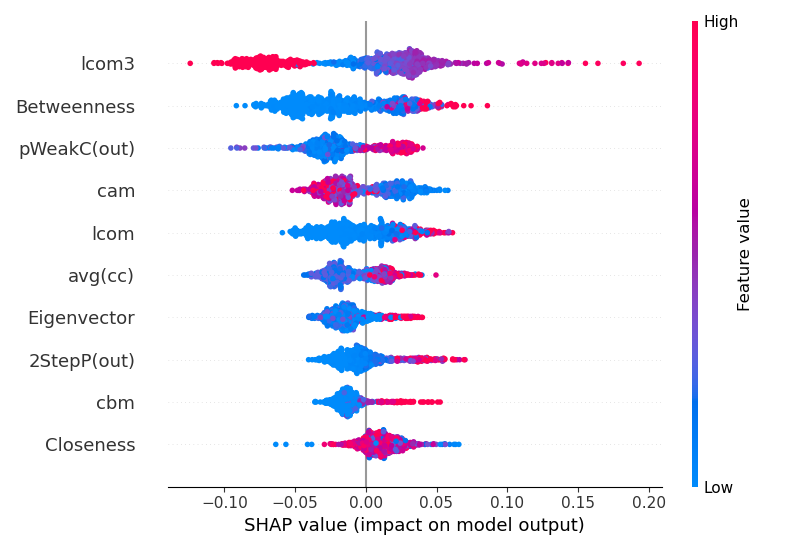 High
lcom3
Betweenness
pWeakC(out)
cam
lcom
avg(cc)
Eigenvector
2StepP(out)
cbm
Closeness
Feature value
Low
−0.10 −0.05 0.00 0.05 0.10 0.15 0.20
SHAP value (impact on model output)